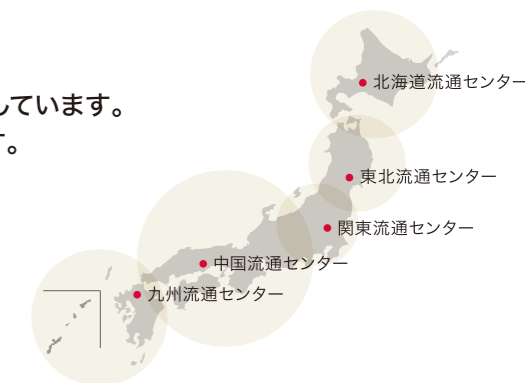 しています。
す。
北海道流通センター
東北流通センター
関東流通センター
中国流通センター
九州流通センター